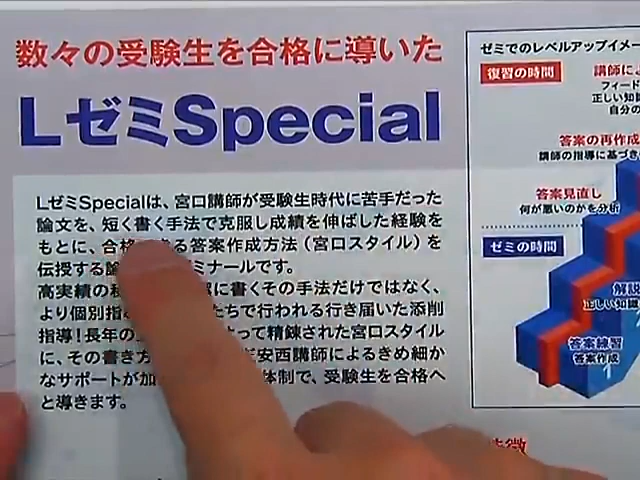 数々の受験生を合格に導いた
LゼミSpecial
LゼミSpecialは、宮口講師が受験生時代に苦手だった
論文を、短く書く手法で克服し成績を伸ばした経験を
もとに、合格 る答案作成方法(宮口スタイル)を
伝授する ミナールです。
高実績の に書くその手法だけではなく、
より個別指 たちで行われる行き届いた添削
指導!長年の よって精錬された宮口スタイル
に、その書き方 安西講師によるきめ細か
なサポートが加 体制で、受験生を合格へ
と導きます。
ゼミでのレベルアップイメー
復習の時間
講師によ
フィード
正しい知
自分の
答案の再作成
講師の指導に基づき
答案見直し
何が悪いのかを分析
ゼミの時間
解説
正しい知識
答案練習
答案作成
特徴